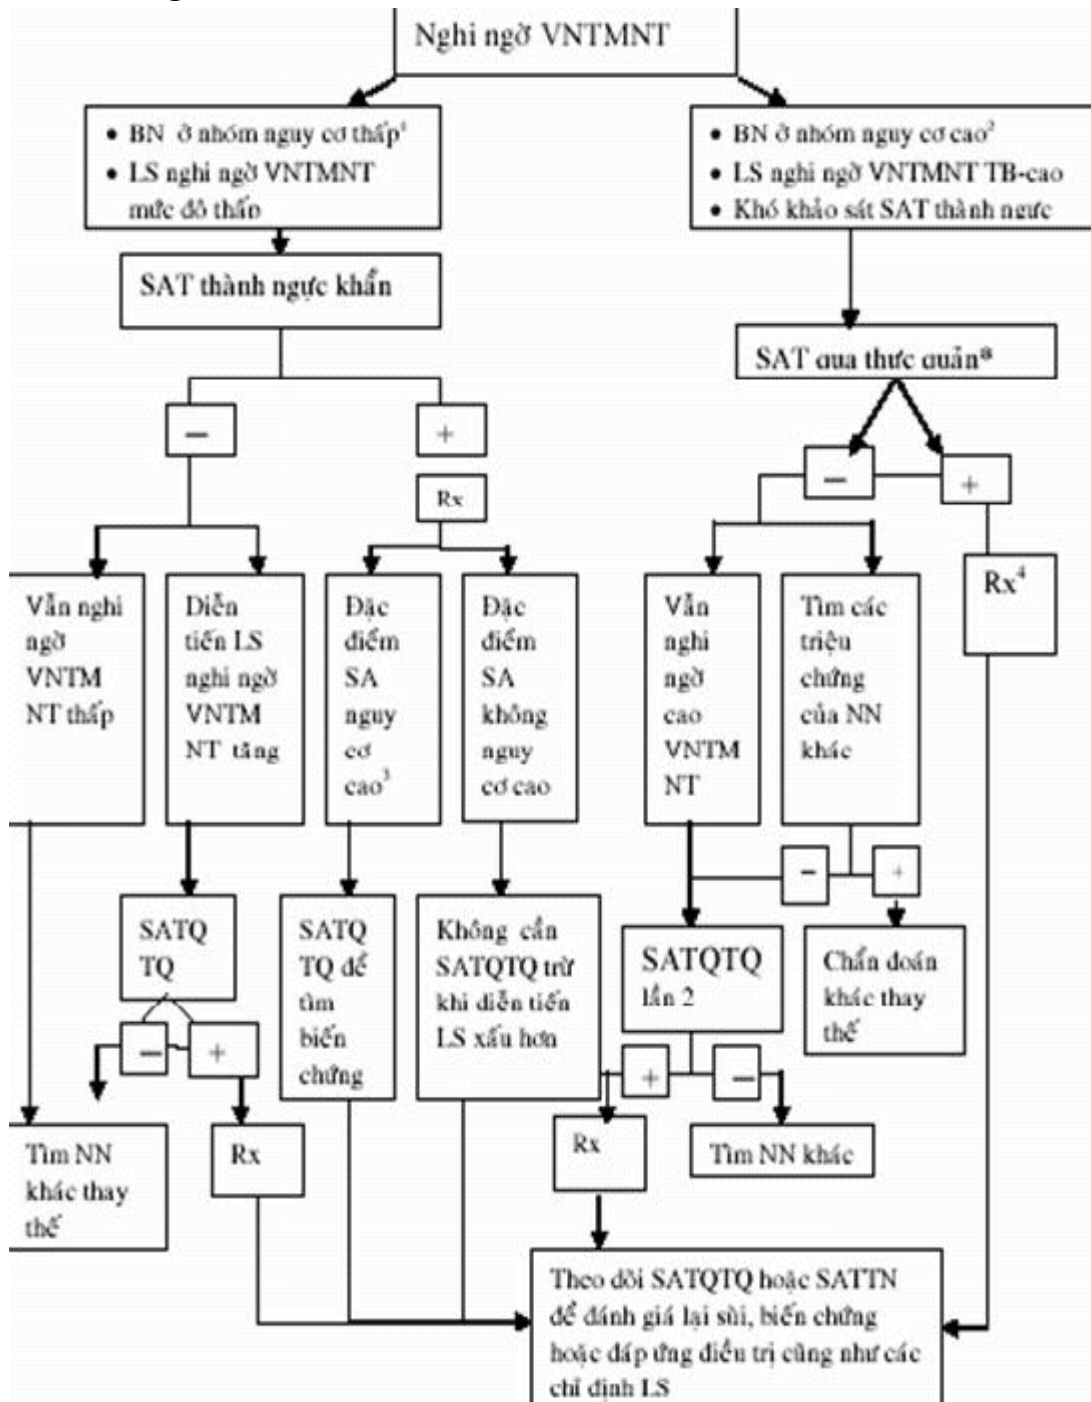 Nghi ngờ VNTMNT
• BN ở nhóm nguy cơ thấp¹
• LS nghi ngờ VNTMNT
mức độ thấp
• BN ở nhóm nguy cơ cao²
• LS nghi ngờ VNTMNT TB-cao
• Khó khảo sát SAT thành ngực
SAT thành ngực khẩn
SAT qua thực quản*
–
+
–
+
Rx
Vẫn nghi
ngờ
VNTM
NT thấp
Diễn
tiến LS
nghi ngờ
VNTM
NT tăng
Đặc
điểm
SA
nguy
cơ
cao³
Đặc
điểm
SA
không
nguy
cơ cao
Vẫn
nghi
ngờ
cao
VNTM
NT
Tìm các
triệu
chứng
của NN
khác
Rx⁴
–
+
SATQ
TQ
SATQ
TQ để
tìm
biến
chứng
Không cần
SATQTQ trừ
khi diễn tiến
LS xấu hơn
SATQTQ
lần 2
Chẩn đoán
khác thay
thế
–
+
+
–
Tìm NN
khác thay
thế
Rx
Rx
Tìm NN khác
Theo dõi SATQTQ hoặc SATTN
để đánh giá lại sùi, biến chứng
hoặc đáp ứng điều trị cũng như các
chỉ định LS